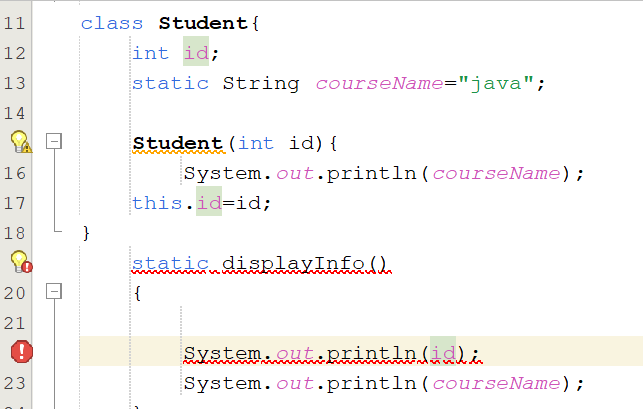 11 class Student{
12 int id;
13 static String courseName="java";
14
Student(int id){
16 System.out.println(courseName);
17 this.id=id;
18 }
static displayInfo()
20 {
21
System.out.println(id);
23 System.out.println(courseName);